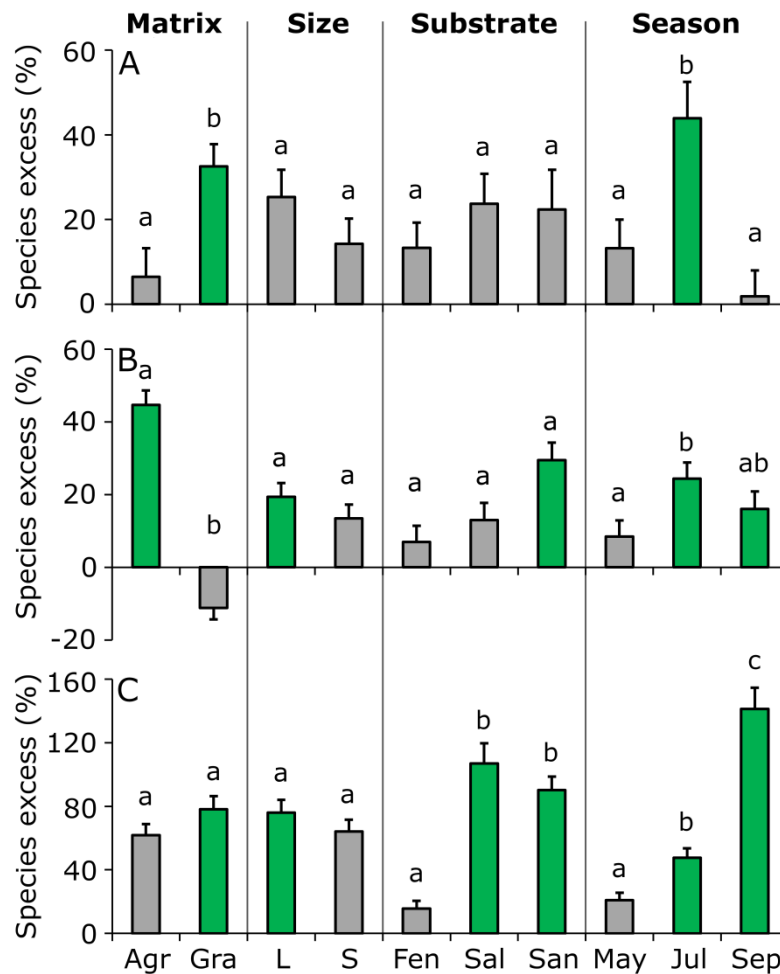 Matrix Size Substrate Season
A
Species excess (%)
60
40
20
0
a b a a a a a a b a
B
Species excess (%)
60
40
20
0
-20
a b a a a a a a b ab
C
Species excess (%)
160
120
80
40
0
a a a a a b b a b c
Agr Gra L S Fen Sal San May Jul Sep